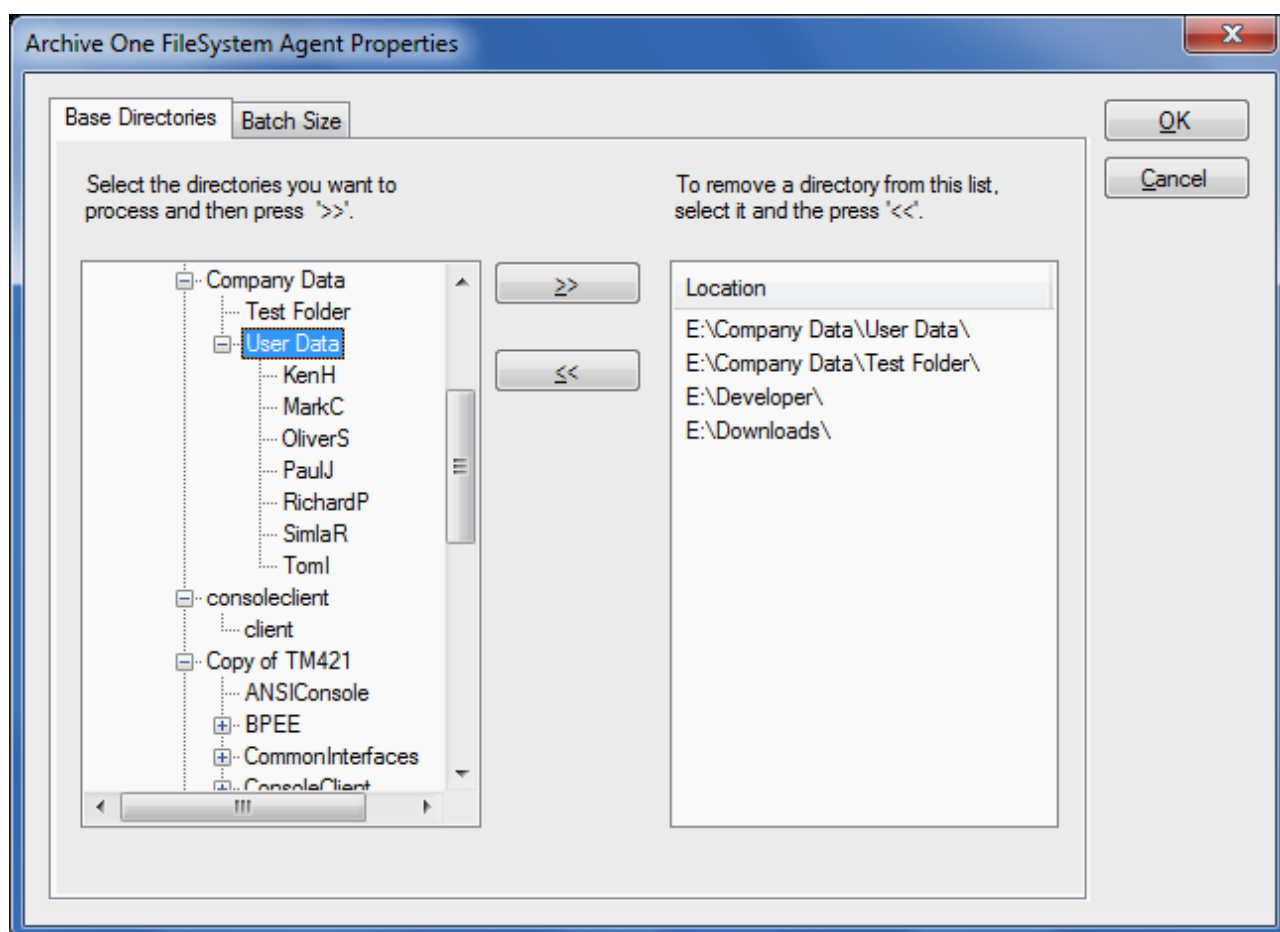 Archive One FileSystem Agent Properties
Base Directories
Batch Size
OK
Cancel
Select the directories you want to
process and then press '>>'.
To remove a directory from this list,
select it and the press '<<'.
Company Data
Test Folder
User Data
KenH
MarkC
OliverS
PaulJ
RichardP
SimlaR
TomI
consoleclient
client
Copy of TM421
ANSIConsole
BPEE
CommonInterfaces
ConsoleClient
>>
<<
Location
E:\Company Data\User Data\
E:\Company Data\Test Folder\
E:\Developer\
E:\Downloads\